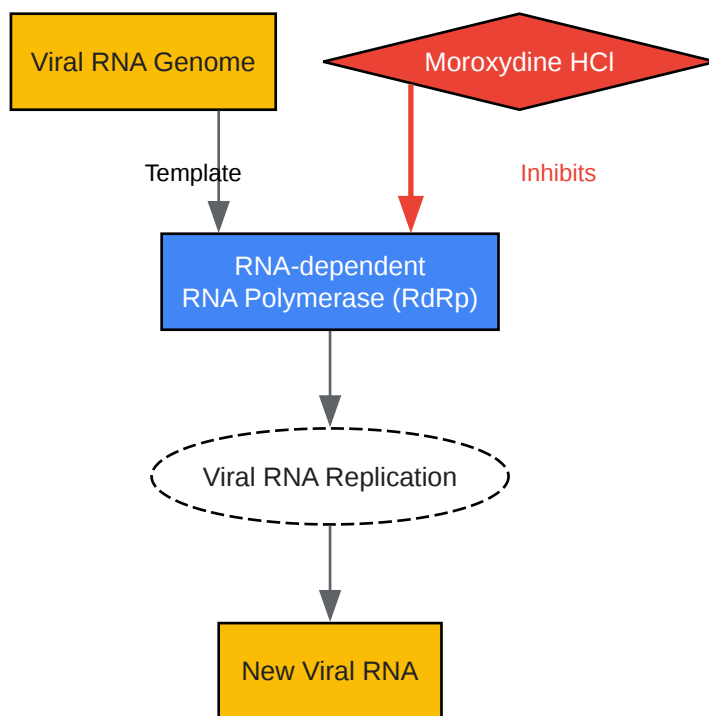 Viral RNA Genome
Moroxydine HCl
Template
Inhibits
RNA-dependent
RNA Polymerase (RdRp)
Viral RNA Replication
New Viral RNA